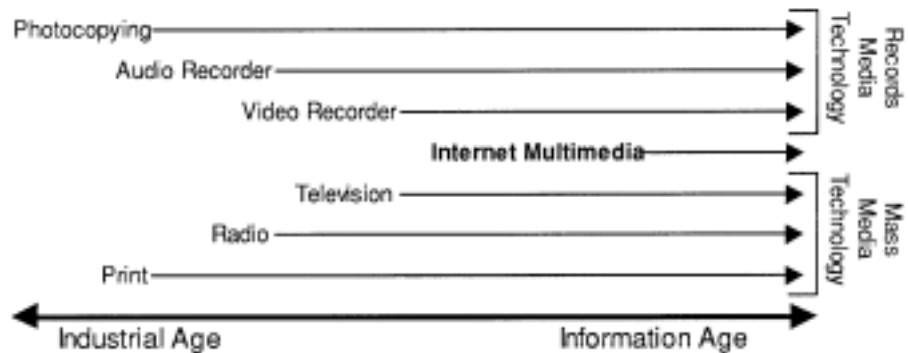 Photocopying
Audio Recorder
Video Recorder
Records
Media
Technology
Internet Multimedia
Television
Radio
Print
Mass
Media
Technology
Industrial Age
Information Age